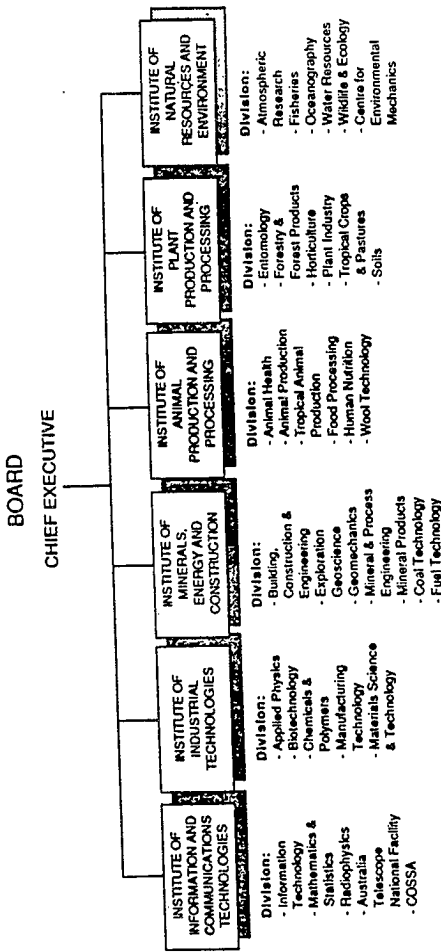 BOARD
CHIEF EXECUTIVE
INSTITUTE OF
INFORMATION AND
COMMUNICATIONS
TECHNOLOGIES
Division:
- Information
Technology
- Mathematics &
Statistics
- Radiophysics
- Australia
Telescope
National Facility
- COSSA
INSTITUTE OF
INDUSTRIAL
TECHNOLOGIES
Division:
- Applied Physics
- Biotechnology
- Chemicals &
Polymers
- Manufacturing
Technology
- Materials Science
& Technology
INSTITUTE OF
MINERALS,
ENERGY AND
CONSTRUCTION
Division:
- Building,
Construction &
Engineering
- Exploration
Geoscience
- Geomechanics
- Mineral & Process
Engineering
- Mineral Products
- Coal Technology
- Fuel Technology
INSTITUTE OF
ANIMAL
PRODUCTION AND
PROCESSING
Division:
- Animal Health
- Animal Production
- Tropical Animal
Production
- Food Processing
- Human Nutrition
- Wool Technology
INSTITUTE OF
PLANT
PRODUCTION AND
PROCESSING
Division:
- Entomology
- Forestry &
Forest Products
- Horticulture
- Plant Industry
- Tropical Crops
& Pastures
- Soils
INSTITUTE OF
NATURAL
RESOURCES AND
ENVIRONMENT
Division:
- Atmospheric
Research
- Fisheries
- Oceanography
- Water Resources
- Wildlife & Ecology
- Centre for
Environmental
Mechanics